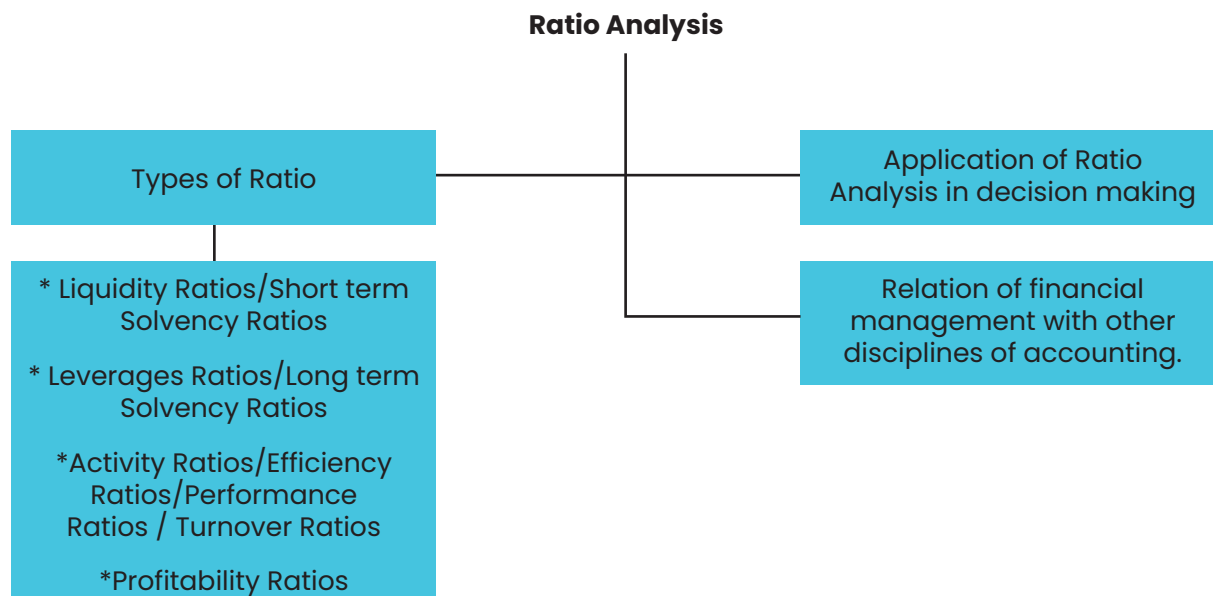 Ratio Analysis
Types of Ratio
* Liquidity Ratios/Short term
Solvency Ratios
* Leverages Ratios/Long term
Solvency Ratios
*Activity Ratios/Efficiency
Ratios/Performance
Ratios / Turnover Ratios
*Profitability Ratios
Application of Ratio
Analysis in decision making
Relation of financial
management with other
disciplines of accounting.